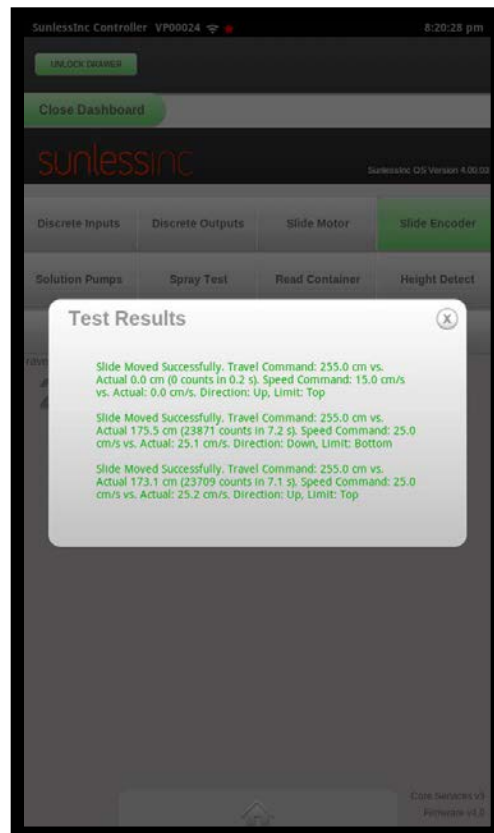 SunlessInc Controller VP00024
8:20:28 pm
UNLOCK DRAWER
Close Dashboard
sunlessinc
SunlessInc OS Version 4.00.03
Discrete Inputs
Discrete Outputs
Slide Motor
Slide Encoder
Solution Pumps
Spray Test
Read Container
Height Detect
Test Results
X
Slide Moved Successfully. Travel Command: 255.0 cm vs.
Actual 0.0 cm (0 counts in 0.2 s). Speed Command: 15.0 cm/s
vs. Actual: 0.0 cm/s. Direction: Up, Limit: Top
Slide Moved Successfully. Travel Command: 255.0 cm vs.
Actual 175.5 cm (23871 counts in 7.2 s). Speed Command: 25.0
cm/s vs. Actual: 25.1 cm/s. Direction: Down, Limit: Bottom
Slide Moved Successfully. Travel Command: 255.0 cm vs.
Actual 173.1 cm (23709 counts in 7.1 s). Speed Command: 25.0
cm/s vs. Actual: 25.2 cm/s. Direction: Up, Limit: Top
Core Services v3
Firmware v4.0